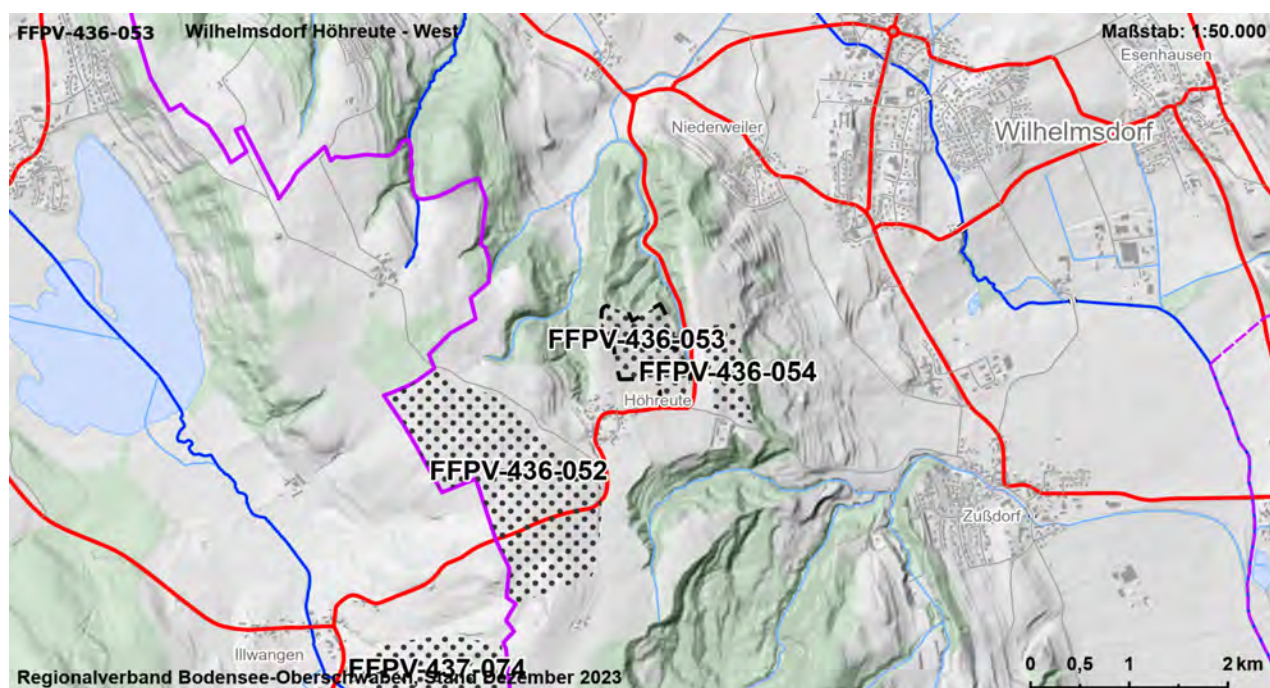 FFPV-436-053 Wilhelmsdorf Höhreute - West Maßstab: 1:50.000
Esenhausen
Niederweiler
Wilhelmsdorf
FFPV-436-053
FFPV-436-054
Höhreute
FFPV-436-052
Zußdorf
Illwangen
FFPV-437-074
Regionalverband Bodensee-Oberschwaben, Stand Dezember 2023
0 0,5 1 2 km